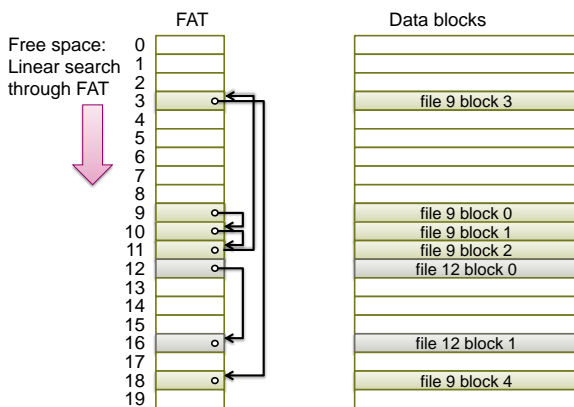 FAT
Data blocks
Free space:
Linear search
through FAT
0
1
2
3
file 9 block 3
4
5
6
7
8
9
file 9 block 0
10
file 9 block 1
11
file 9 block 2
12
file 12 block 0
13
14
15
16
file 12 block 1
17
18
file 9 block 4
19